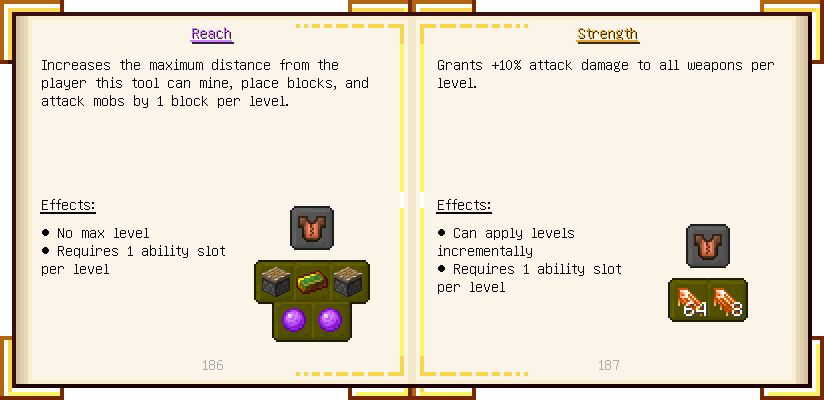 Reach
Increases the maximum distance from the
player this tool can mine, place blocks, and
attack mobs by 1 block per level.
Effects:
● No max level
● Requires 1 ability slot
per level
186
Strength
Grants +10% attack damage to all weapons per
level.
Effects:
● Can apply levels
incrementally
● Requires 1 ability slot
per level
64 8
187